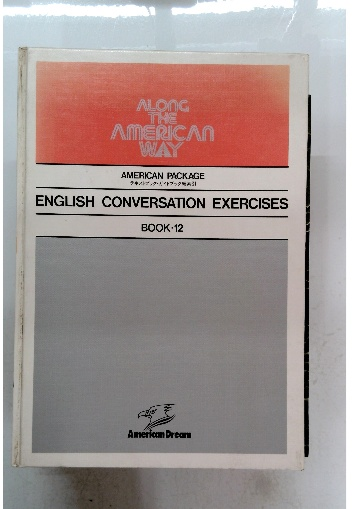 ALONG
THE
AMERICAN
WAY
AMERICAN PACKAGE
ENGLISH CONVERSATION EXERCISES
BOOK·12
American Dream